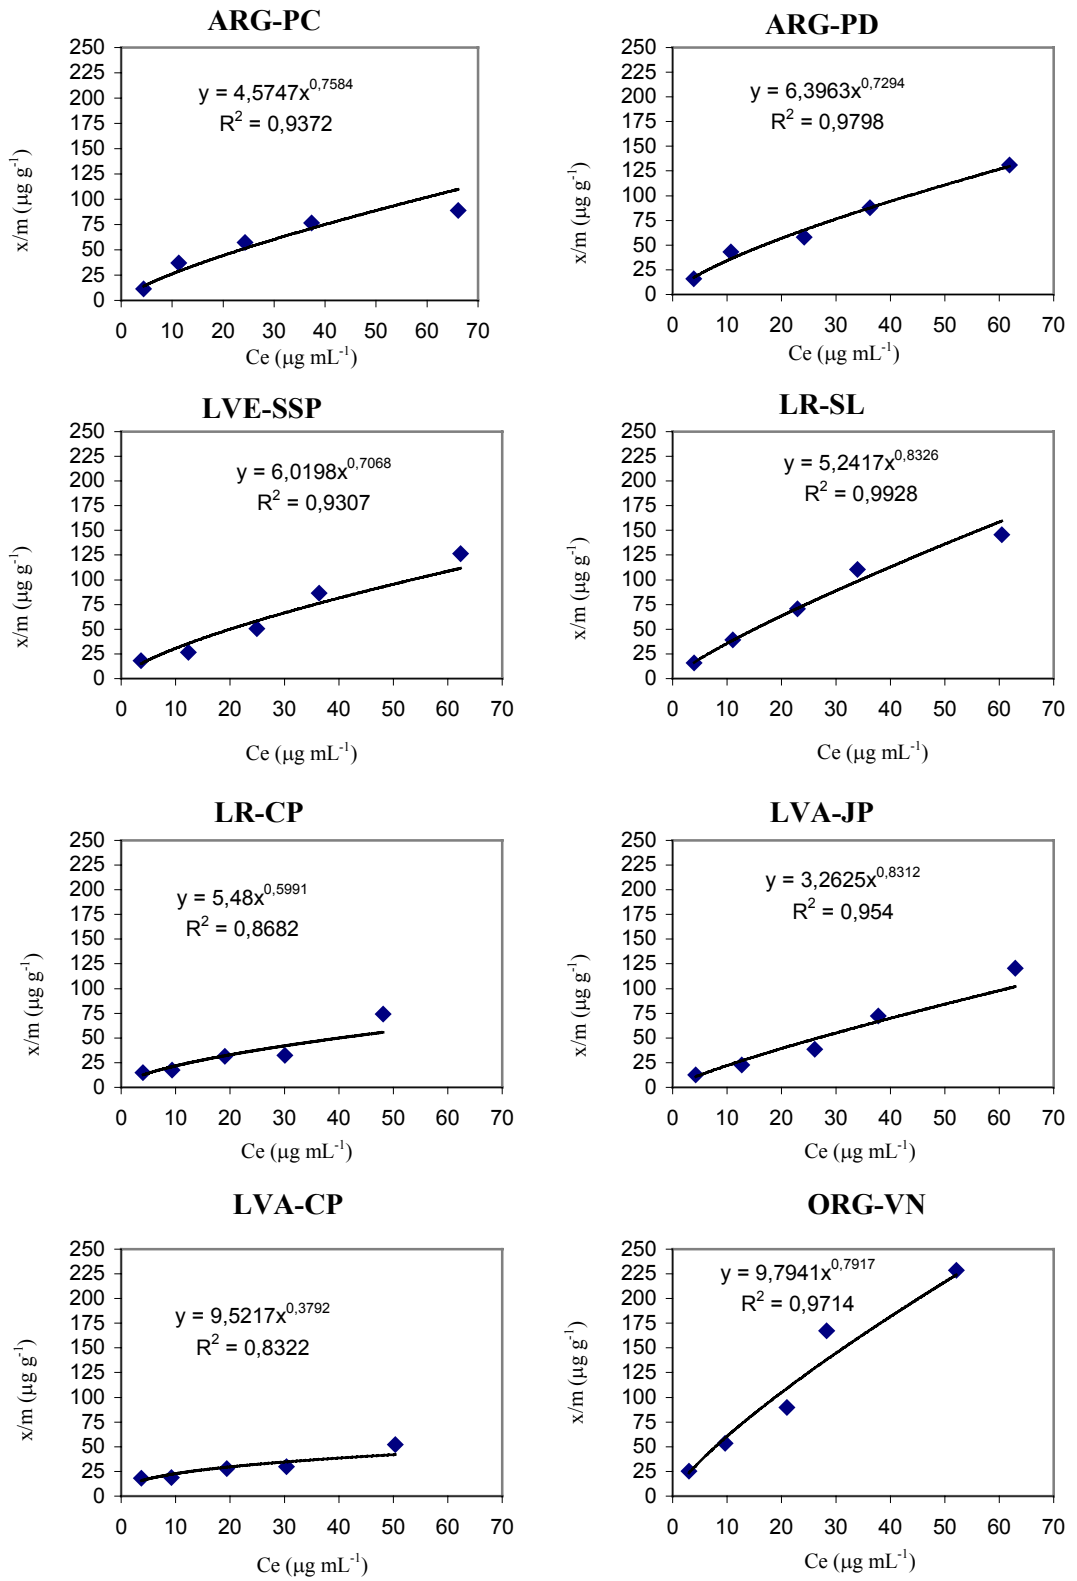 ARG-PC
250
225
200
175
150
125
100
75
50
25
0
y = 4,5747x^0,7584
R² = 0,9372
x/m (µg g⁻¹)
0 10 20 30 40 50 60 70
Ce (µg mL⁻¹)
ARG-PD
250
225
200
175
150
125
100
75
50
25
0
y = 6,3963x^0,7294
R² = 0,9798
x/m (µg g⁻¹)
0 10 20 30 40 50 60 70
Ce (µg mL⁻¹)
LVE-SSP
250
225
200
175
150
125
100
75
50
25
0
y = 6,0198x^0,7068
R² = 0,9307
x/m (µg g⁻¹)
0 10 20 30 40 50 60 70
Ce (µg mL⁻¹)
LR-SL
250
225
200
175
150
125
100
75
50
25
0
y = 5,2417x^0,8326
R² = 0,9928
x/m (µg g⁻¹)
0 10 20 30 40 50 60 70
Ce (µg mL⁻¹)
LR-CP
250
225
200
175
150
125
100
75
50
25
0
y = 5,48x^0,5991
R² = 0,8682
x/m (µg g⁻¹)
0 10 20 30 40 50 60 70
Ce (µg mL⁻¹)
LVA-JP
250
225
200
175
150
125
100
75
50
25
0
y = 3,2625x^0,8312
R² = 0,954
x/m (µg g⁻¹)
0 10 20 30 40 50 60 70
Ce (µg mL⁻¹)
LVA-CP
250
225
200
175
150
125
100
75
50
25
0
y = 9,5217x^0,3792
R² = 0,8322
x/m (µg g⁻¹)
0 10 20 30 40 50 60 70
Ce (µg mL⁻¹)
ORG-VN
250
225
200
175
150
125
100
75
50
25
0
y = 9,7941x^0,7917
R² = 0,9714
x/m (µg g⁻¹)
0 10 20 30 40 50 60 70
Ce (µg mL⁻¹)